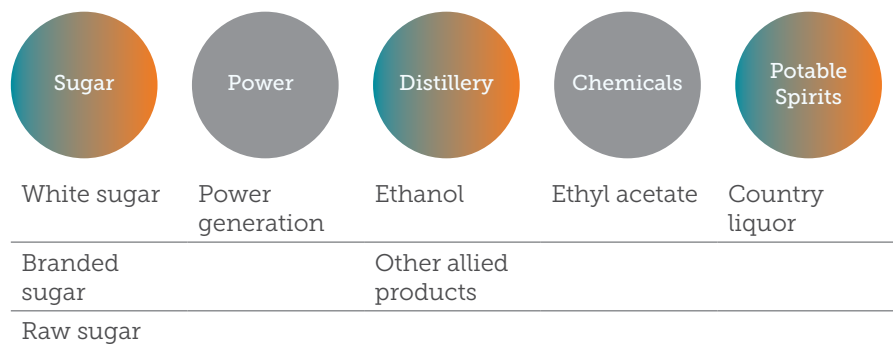 Sugar
Power
Distillery
Chemicals
Potable
Spirits
White sugar
Power
generation
Ethanol
Ethyl acetate
Country
liquor
Branded
sugar
Other allied
products
Raw sugar